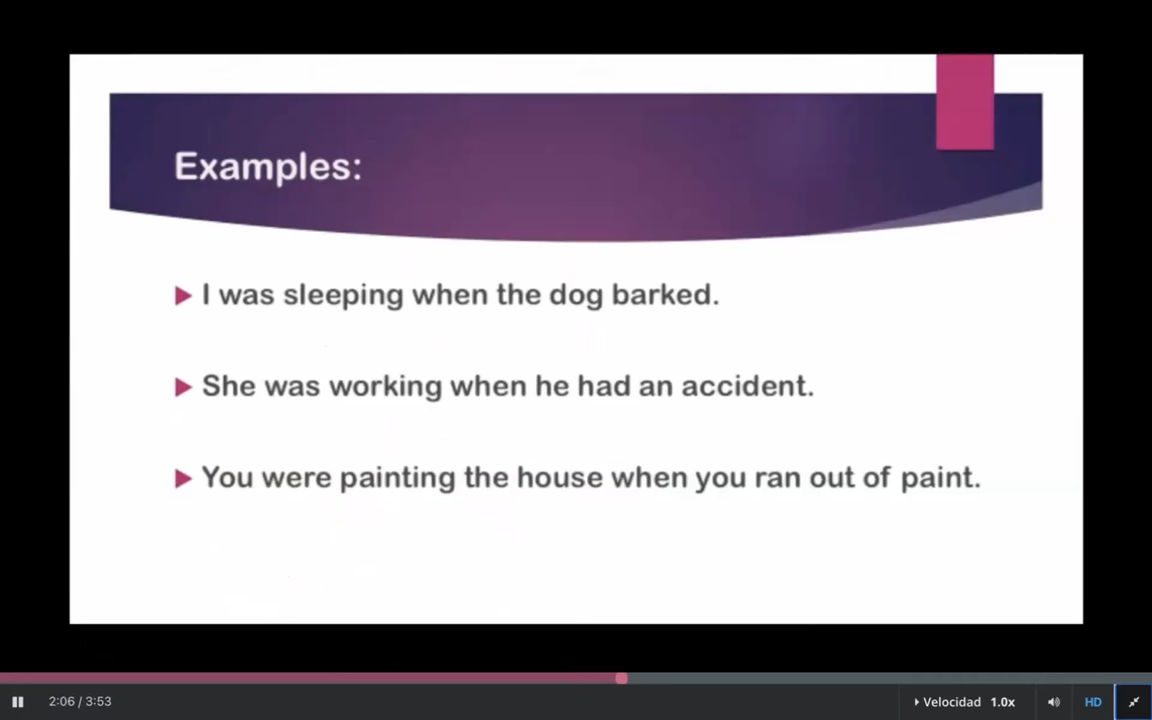 Examples:
I was sleeping when the dog barked.
She was working when he had an accident.
You were painting the house when you ran out of paint.
2:06 / 3:53
Velocidad 1.0x
HD